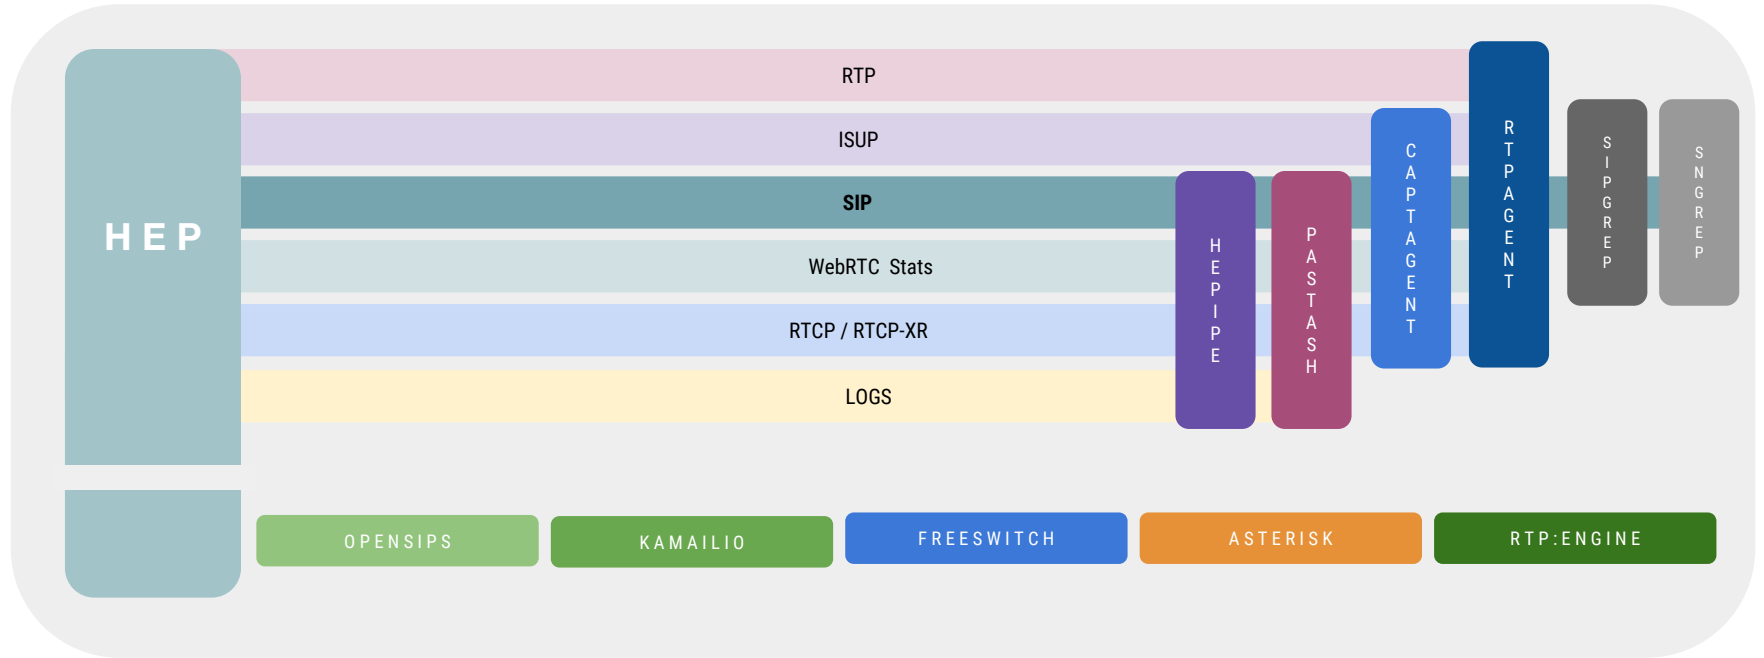 HEP
RTP
ISUP
SIP
WebRTC Stats
RTCP / RTCP-XR
LOGS
HEPIPE
PASTASH
CAPTAGENT
RTPAGENT
SIPGREP
SNGREP
OPENSIPS
KAMAILIO
FREESWITCH
ASTERISK
RTP:ENGINE